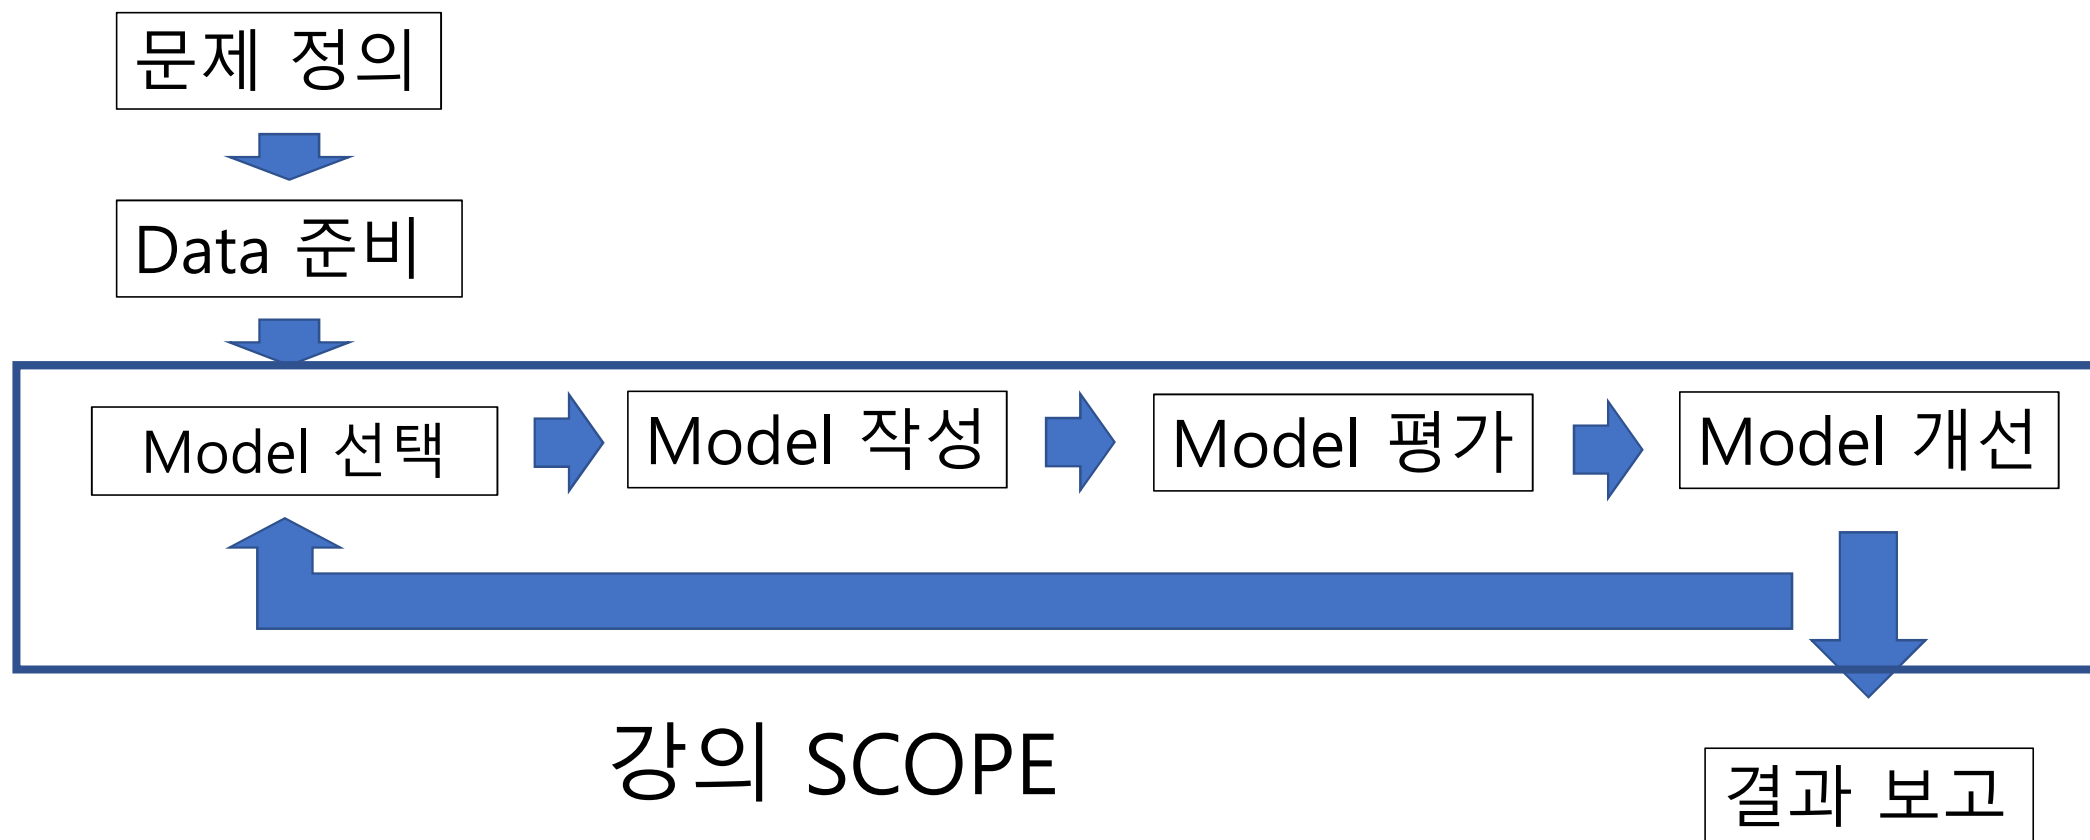 문제 정의
Data 준비
Model 선택
Model 작성
Model 평가
Model 개선
강의 SCOPE
결과 보고